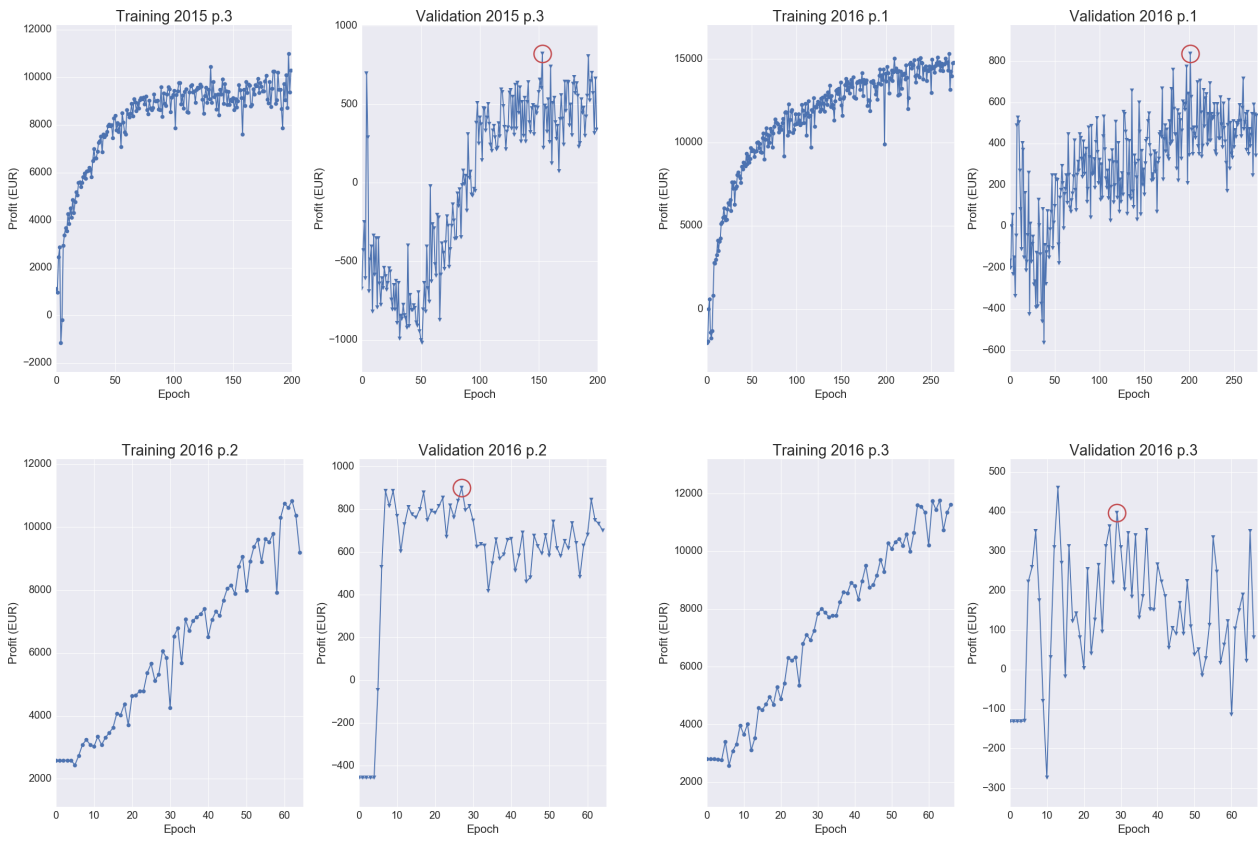 Training 2015 p.3
12000
10000
8000
6000
4000
2000
0
−2000
Profit (EUR)
0 50 100 150 200
Epoch
Validation 2015 p.3
1000
500
0
−500
−1000
Profit (EUR)
0 50 100 150 200
Epoch
Training 2016 p.1
15000
10000
5000
0
Profit (EUR)
0 50 100 150 200 250
Epoch
Validation 2016 p.1
800
600
400
200
0
−200
−400
−600
Profit (EUR)
0 50 100 150 200 250
Epoch
Training 2016 p.2
12000
10000
8000
6000
4000
2000
Profit (EUR)
0 10 20 30 40 50 60
Epoch
Validation 2016 p.2
1000
800
600
400
200
0
−200
−400
Profit (EUR)
0 10 20 30 40 50 60
Epoch
Training 2016 p.3
12000
10000
8000
6000
4000
2000
Profit (EUR)
0 10 20 30 40 50 60
Epoch
Validation 2016 p.3
500
400
300
200
100
0
−100
−200
−300
Profit (EUR)
0 10 20 30 40 50 60
Epoch